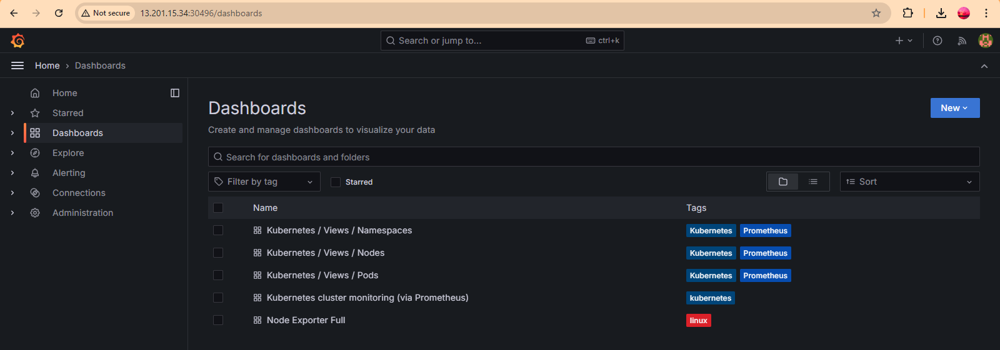 Not secure 13.201.15.34:30496/dashboards
Search or jump to... ctrl+k
Home › Dashboards
Home
Starred
Dashboards
Explore
Alerting
Connections
Administration
Dashboards
New
Create and manage dashboards to visualize your data
Search for dashboards and folders
Filter by tag Starred Sort
Name Tags
Kubernetes / Views / Namespaces Kubernetes Prometheus
Kubernetes / Views / Nodes Kubernetes Prometheus
Kubernetes / Views / Pods Kubernetes Prometheus
Kubernetes cluster monitoring (via Prometheus) kubernetes
Node Exporter Full linux